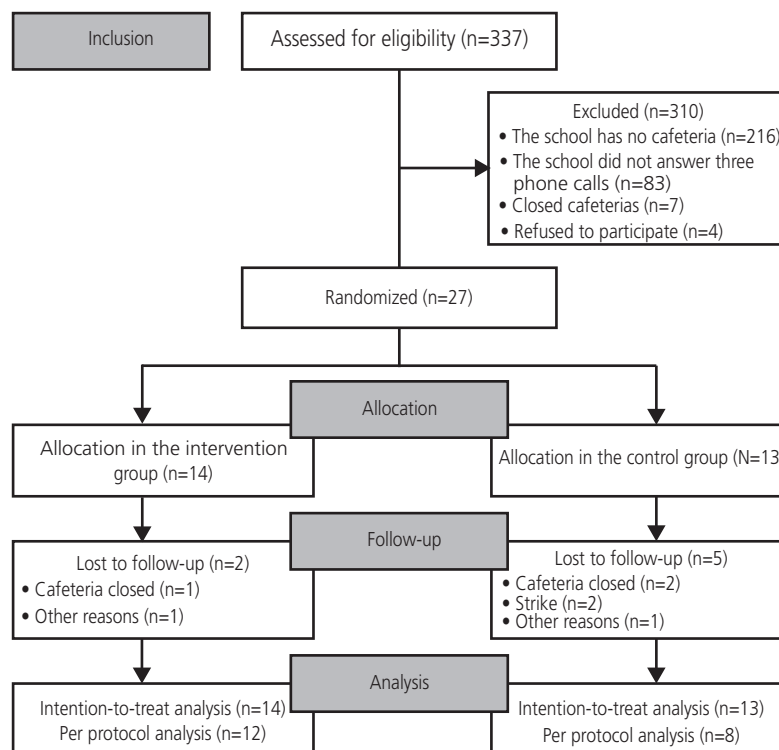 Inclusion
Assessed for eligibility (n=337)
Excluded (n=310)
• The school has no cafeteria (n=216)
• The school did not answer three
phone calls (n=83)
• Closed cafeterias (n=7)
• Refused to participate (n=4)
Randomized (n=27)
Allocation
Allocation in the intervention
group (n=14)
Allocation in the control group (N=13
Follow-up
Lost to follow-up (n=2)
• Cafeteria closed (n=1)
• Other reasons (n=1)
Lost to follow-up (n=5)
• Cafeteria closed (n=2)
• Strike (n=2)
• Other reasons (n=1)
Analysis
Intention-to-treat analysis (n=14)
Per protocol analysis (n=12)
Intention-to-treat analysis (n=13)
Per protocol analysis (n=8)